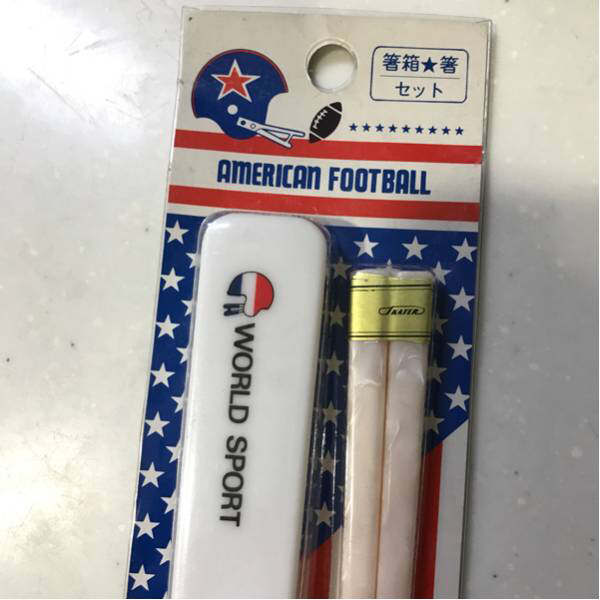 箸箱★箸
セット
AMERICAN FOOTBALL
SKATER
WORLD SPORT